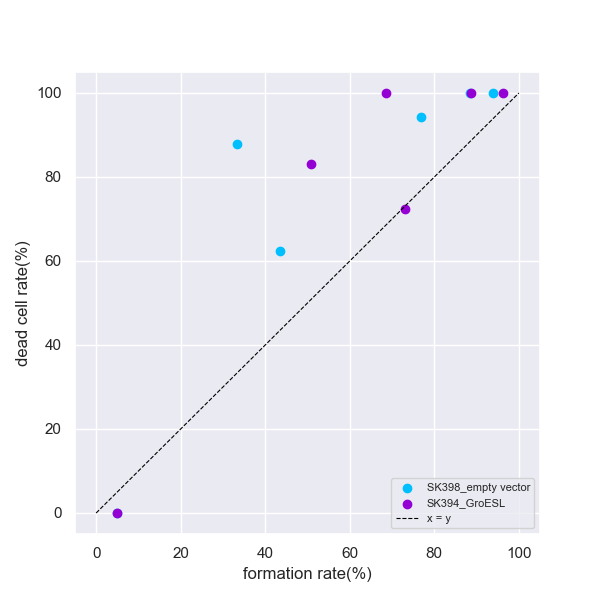 100
80
60
40
20
0
dead cell rate(%)
0 20 40 60 80 100
formation rate(%)
SK398_empty vector
SK394_GroESL
x = y